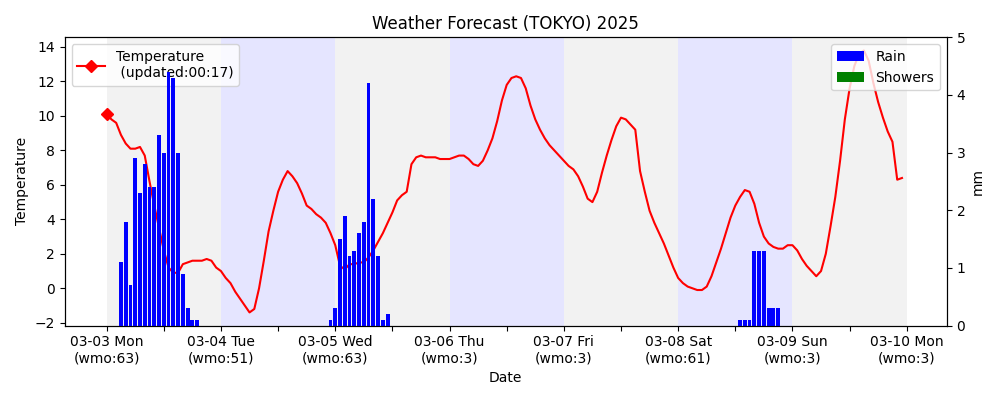 Weather Forecast (TOKYO) 2025
Temperature
(updated:00:17)
Rain
Showers
14
12
10
8
6
4
2
0
−2
Temperature
5
4
3
2
1
0
mm
03-03 Mon
(wmo:63)
03-04 Tue
(wmo:51)
03-05 Wed
(wmo:63)
03-06 Thu
(wmo:3)
03-07 Fri
(wmo:3)
03-08 Sat
(wmo:61)
03-09 Sun
(wmo:3)
03-10 Mon
(wmo:3)
Date